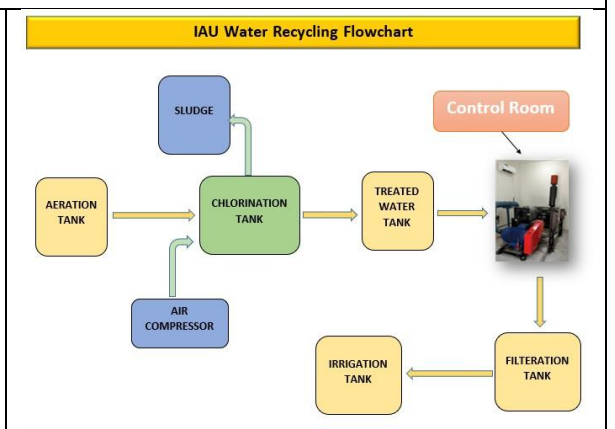 IAU Water Recycling Flowchart
SLUDGE
Control Room
AERATION
TANK
CHLORINATION
TANK
TREATED
WATER
TANK
AIR
COMPRESSOR
IRRIGATION
TANK
FILTERATION
TANK